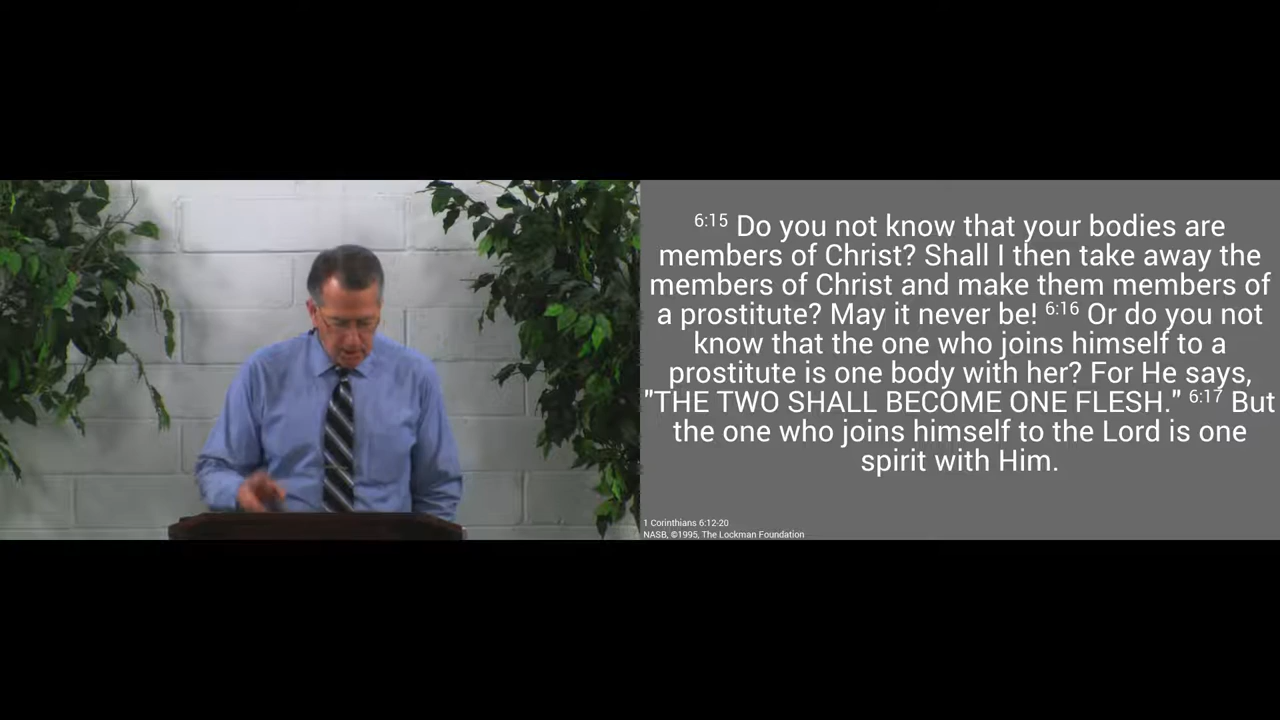 6:15 Do you not know that your bodies are
members of Christ? Shall I then take away the
members of Christ and make them members of
a prostitute? May it never be! 6:16 Or do you not
know that the one who joins himself to a
prostitute is one body with her? For He says,
"THE TWO SHALL BECOME ONE FLESH." 6:17 But
the one who joins himself to the Lord is one
spirit with Him.
1 Corinthians 6:12-20
NASB, ©1995, The Lockman Foundation